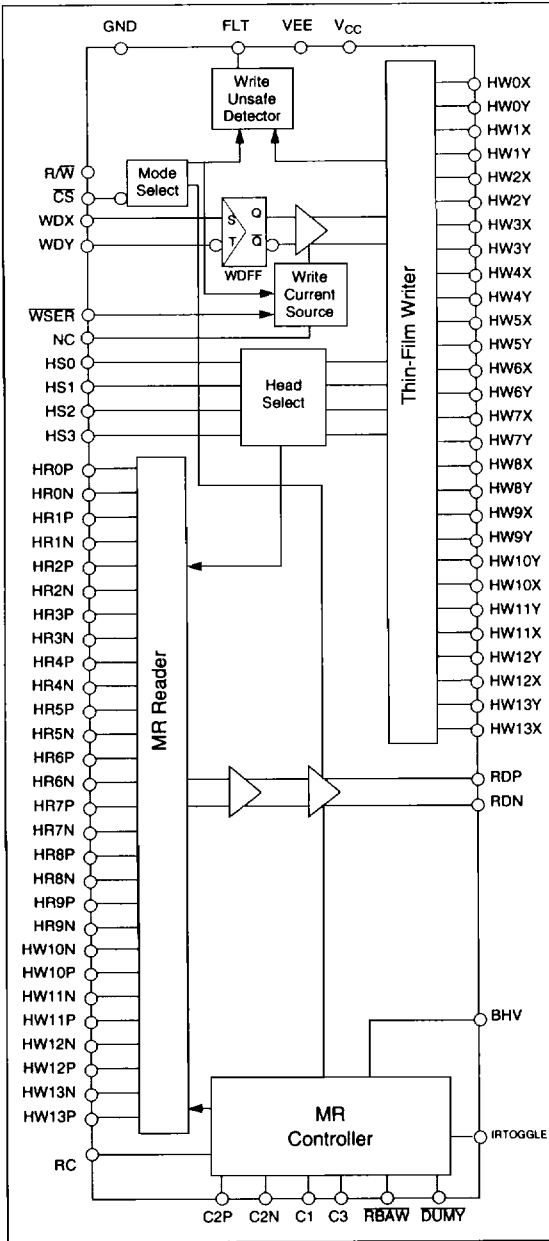 GND FLT VEE VCC
Write
Unsafe
Detector
R/W̅
C̅S̅
WDX
WDY
W̅S̅E̅R̅
NC
HS0
HS1
HS2
HS3
Mode
Select
S Q
T Q̅
WDFF
Write
Current
Source
Head
Select
Thin-Film Writer
HW0X
HW0Y
HW1X
HW1Y
HW2X
HW2Y
HW3X
HW3Y
HW4X
HW4Y
HW5X
HW5Y
HW6X
HW6Y
HW7X
HW7Y
HW8X
HW8Y
HW9X
HW9Y
HW10Y
HW10X
HW11Y
HW11X
HW12Y
HW12X
HW13Y
HW13X
HR0P
HR0N
HR1P
HR1N
HR2P
HR2N
HR3P
HR3N
HR4P
HR4N
HR5P
HR5N
HR6P
HR6N
HR7P
HR7N
HR8P
HR8N
HR9P
HR9N
HW10N
HW10P
HW11N
HW11P
HW12N
HW12P
HW13N
HW13P
RC
MR Reader
RDP
RDN
BHV
IRTOGGLE
MR
Controller
C2P C2N C1 C3 R̅B̅A̅W̅ D̅U̅M̅Y̅